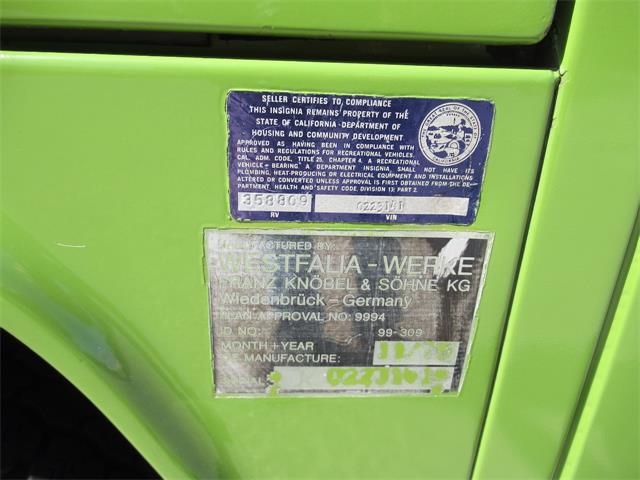 SELLER CERTIFIES TO COMPLIANCE
THIS INSIGNIA REMAINS PROPERTY OF THE
STATE OF CALIFORNIA - DEPARTMENT OF
HOUSING AND COMMUNITY DEVELOPMENT
APPROVED AS HAVING BEEN IN COMPLIANCE WITH
RULES AND REGULATIONS FOR RECREATIONAL VEHICLES,
CAL. ADM. CODE, TITLE 25, CHAPTER 4. A RECREATIONAL
VEHICLE BEARING A DEPARTMENT INSIGNIA SHALL NOT HAVE ITS
PLUMBING, HEAT-PRODUCING OR ELECTRICAL EQUIPMENT AND INSTALLATIONS
ALTERED OR CONVERTED UNLESS APPROVAL IS FIRST OBTAINED FROM THE DE-
PARTMENT. HEALTH AND SAFETY CODE, DIVISION 13, PART 2.
358809
RV VIN
MANUFACTURED BY:
WESTFALIA - WERKE
FRANZ KNÖBEL & SÖHNE KG
Wiedenbrück - Germany
PLAN APPROVAL NO: 9994
ID NO: 99-309
MONTH + YEAR
OF MANUFACTURE:
SERIAL